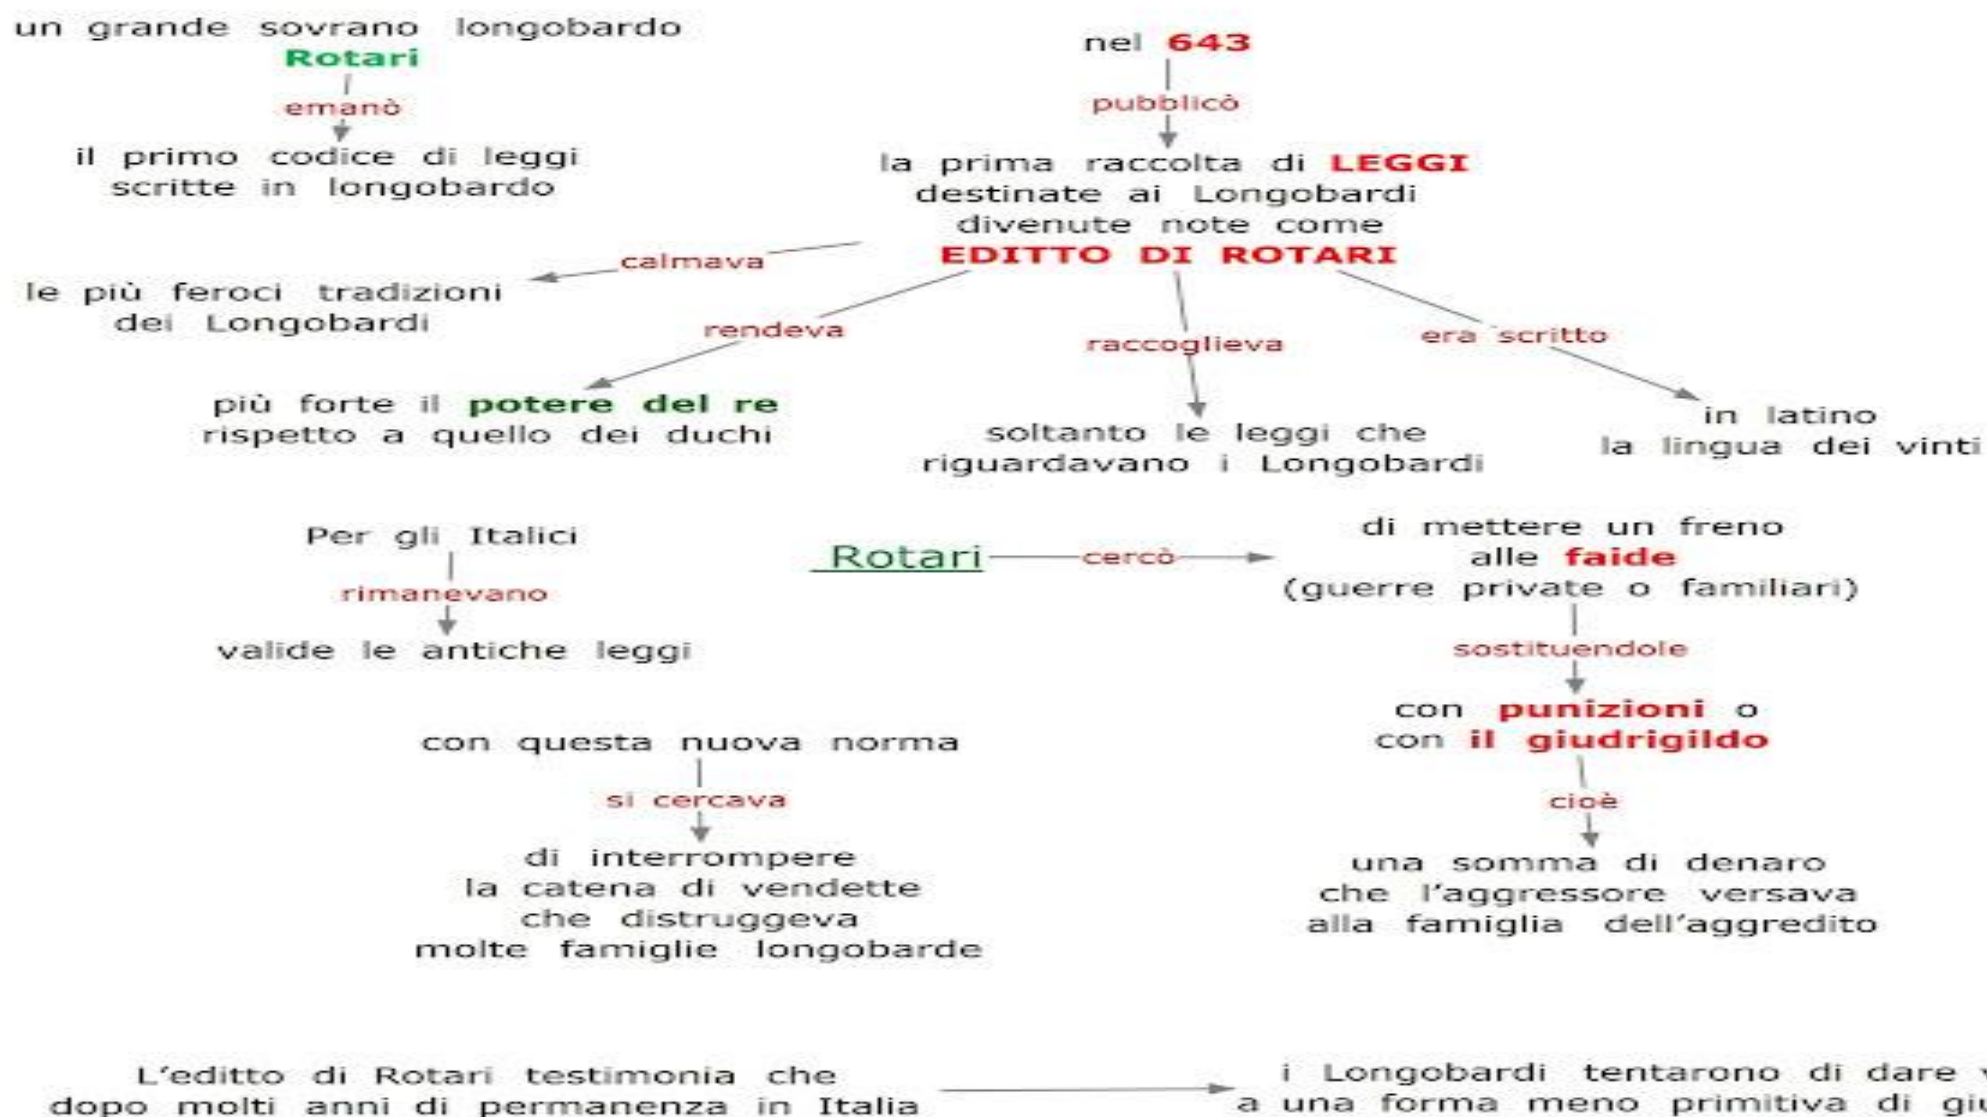 un grande sovrano longobardo
Rotari
emanò
il primo codice di leggi
scritte in longobardo
nel 643
pubblicò
la prima raccolta di LEGGI
destinate ai Longobardi
divenute note come
EDITTO DI ROTARI
calmava
le più feroci tradizioni
dei Longobardi
rendeva
più forte il potere del re
rispetto a quello dei duchi
raccoglieva
soltanto le leggi che
riguardavano i Longobardi
era scritto
in latino
la lingua dei vinti
Per gli Italici
rimanevano
valide le antiche leggi
Rotari
cercò
di mettere un freno
alle faide
(guerre private o familiari)
sostituendole
con punizioni o
con il giudrigildo
cioè
una somma di denaro
che l'aggressore versava
alla famiglia dell'aggredito
con questa nuova norma
si cercava
di interrompere
la catena di vendette
che distruggeva
molte famiglie longobarde
L'editto di Rotari testimonia che
dopo molti anni di permanenza in Italia
i Longobardi tentarono di dare
a una forma meno primitiva di